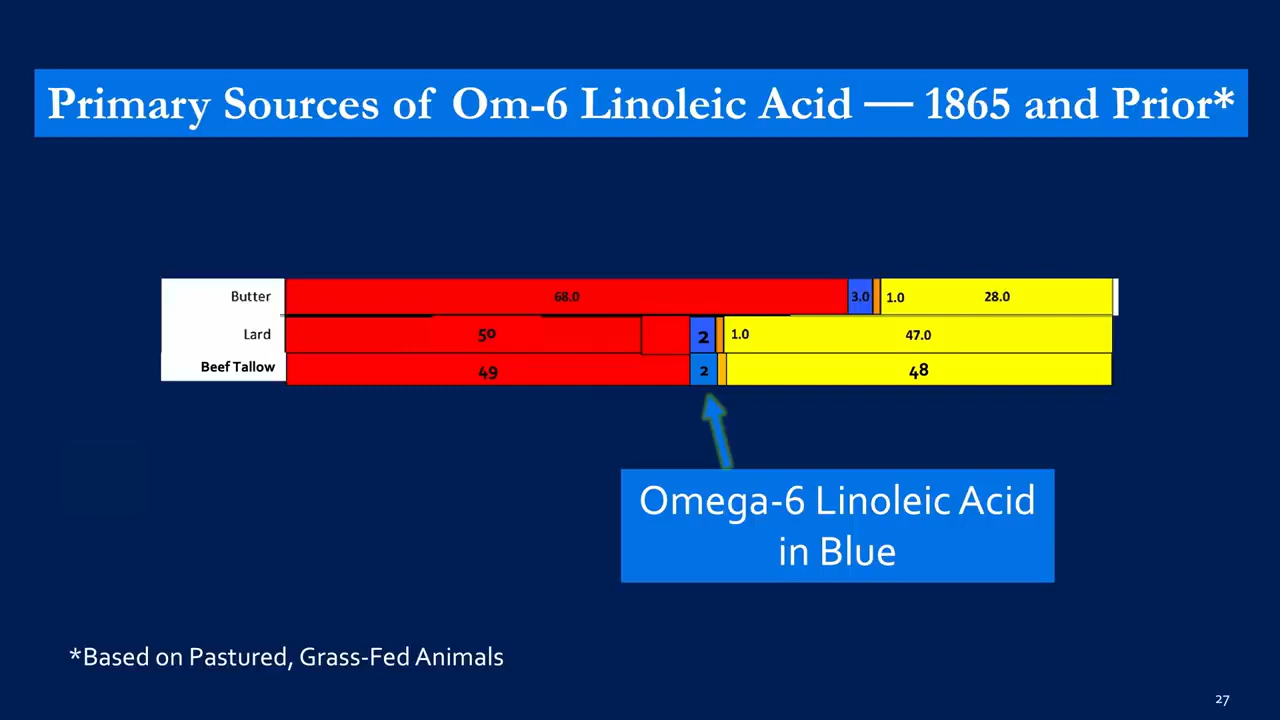 Primary Sources of Om-6 Linoleic Acid — 1865 and Prior*
Butter 68.0 3.0 1.0 28.0
Lard 50 2 1.0 47.0
Beef Tallow 49 2 48
Omega-6 Linoleic Acid
in Blue
*Based on Pastured, Grass-Fed Animals
27